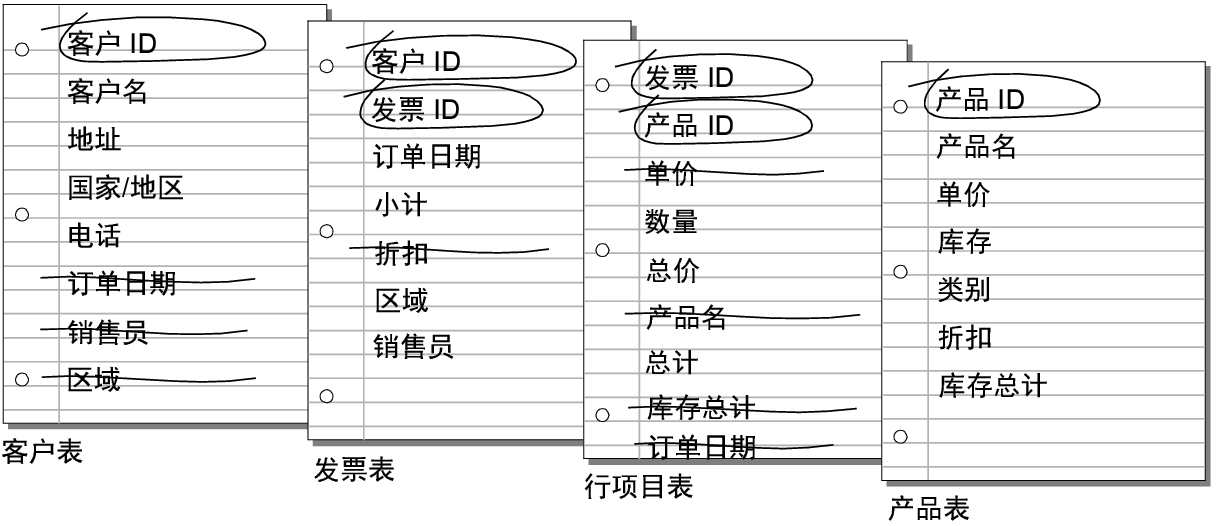 客户 ID
客户名
地址
国家/地区
电话
订单日期
销售员
区域
客户表
客户 ID
发票 ID
订单日期
小计
折扣
区域
销售员
发票表
发票 ID
产品 ID
单价
数量
总价
产品名
总计
库存总计
订单日期
行项目表
产品 ID
产品名
单价
库存
类别
折扣
库存总计
产品表